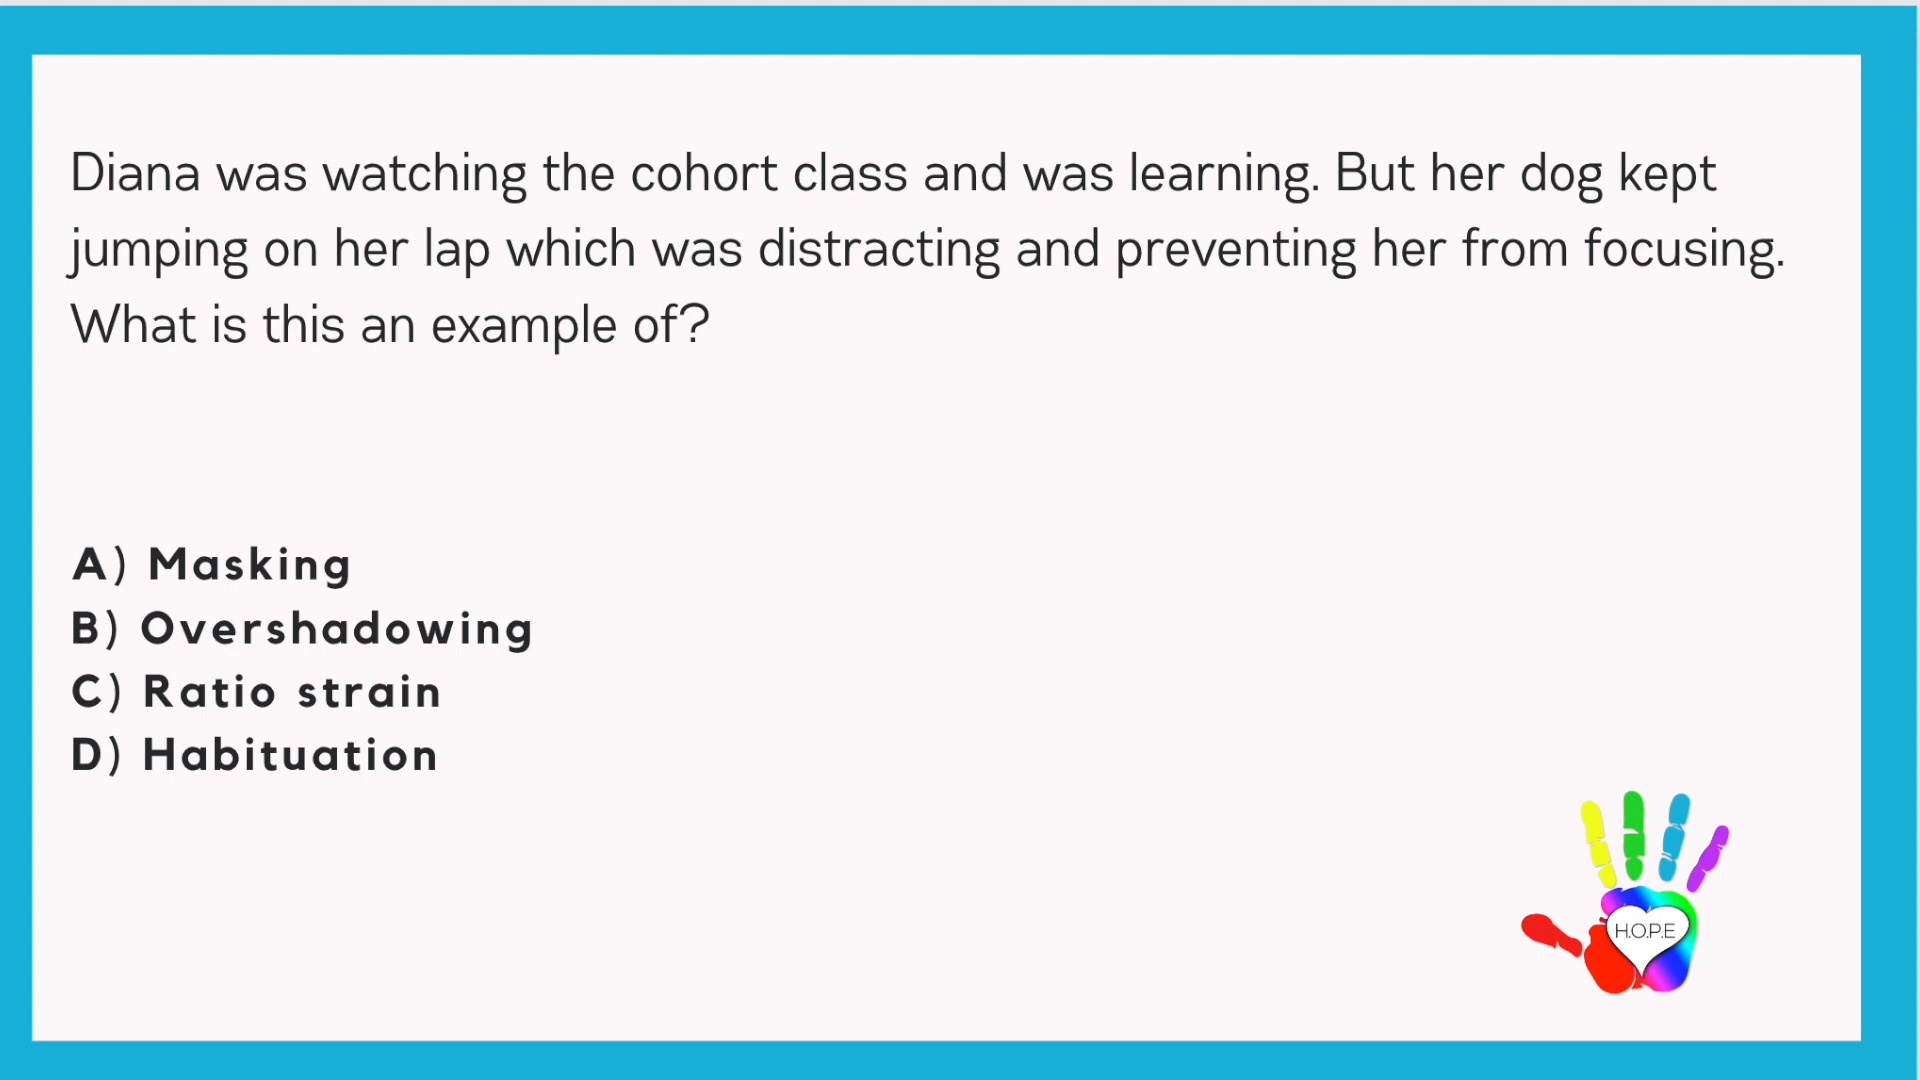 Diana was watching the cohort class and was learning. But her dog kept
jumping on her lap which was distracting and preventing her from focusing.
What is this an example of?
A) Masking
B) Overshadowing
C) Ratio strain
D) Habituation
H.O.P.E